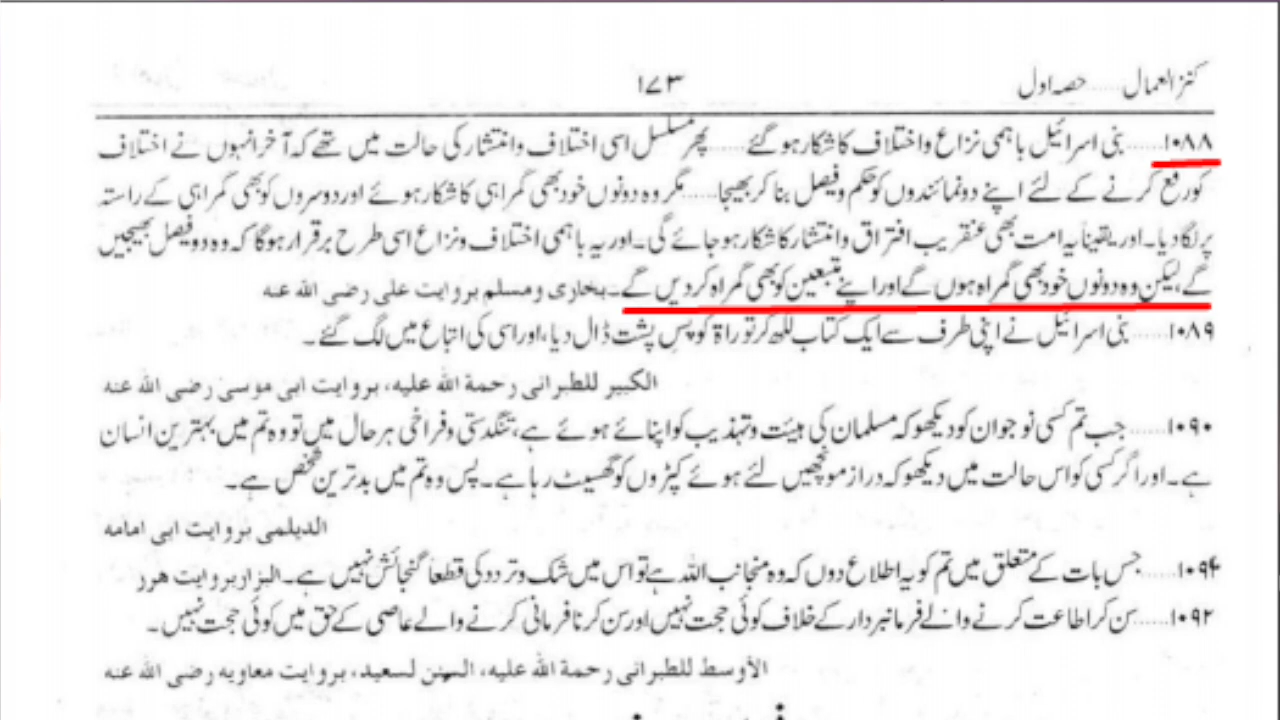 کنز العمال ...... حصہ اول ۱۷۳
۱۰۸۸...... بنی اسرائیل باہمی نزاع واختلاف کا شکار ہو گئے ...... پھر مسلسل اسی اختلاف وانتشار کی حالت میں تھے کہ آخر انہوں نے اختلاف
کو رفع کرنے کے لئے اپنے دو نمائندوں کو حکم و فیصل بنا کر بھیجا...... مگر وہ دونوں خود بھی گمراہی کا شکار ہوئے اور دوسروں کو بھی گمراہی کے راستہ
پر لگا دیا۔ اور یقیناً یہ امت بھی عنقریب افتراق وانتشار کا شکار ہو جائے گی۔ اور یہ باہمی اختلاف ونزاع اسی طرح برقرار ہوگا کہ وہ دو فیصل بھیجیں
گے، لیکن وہ دونوں خود بھی گمراہ ہوں گے اور اپنے متبعین کو بھی گمراہ کر دیں گے۔ بخاری ومسلم بروایت علی رضی اللہ عنہ
۱۰۸۹...... بنی اسرائیل نے اپنی طرف سے ایک کتاب لکھ کر توراۃ کو پس پشت ڈال دیا، اور اسی کی اتباع میں لگ گئے۔
الکبیر للطبرانی رحمۃ اللہ علیہ، بروایت ابی موسی رضی اللہ عنہ
۱۰۹۰...... جب تم کسی نوجوان کو دیکھو کہ مسلمان کی ہیئت وتہذیب کو اپنائے ہوئے ہے، تنگدستی وفراخی ہر حال میں تو وہ تم میں بہترین انسان
ہے۔ اور اگر کسی کو اس حالت میں دیکھو کہ دراز مونچھیں لئے ہوئے کپڑوں کو گھسیٹ رہا ہے۔ پس وہ تم میں بدترین شخص ہے۔
الدیلمی بروایت ابی امامہ
۱۰۹۴...... جس بات کے متعلق میں تم کو یہ اطلاع دوں کہ وہ منجانب اللہ ہے تو اس میں شک و تردد کی قطعاً گنجائش نہیں ہے۔ البزار بروایت
۱۰۹۲...... سن کر اطاعت کرنے والے فرمانبردار کے خلاف کوئی حجت نہیں اور سن کر نافرمانی کرنے والے عاصی کے حق میں کوئی حجت نہیں۔
الأوسط للطبرانی رحمۃ اللہ علیہ، السنن لسعید، بروایت معاویہ رضی اللہ عنہ